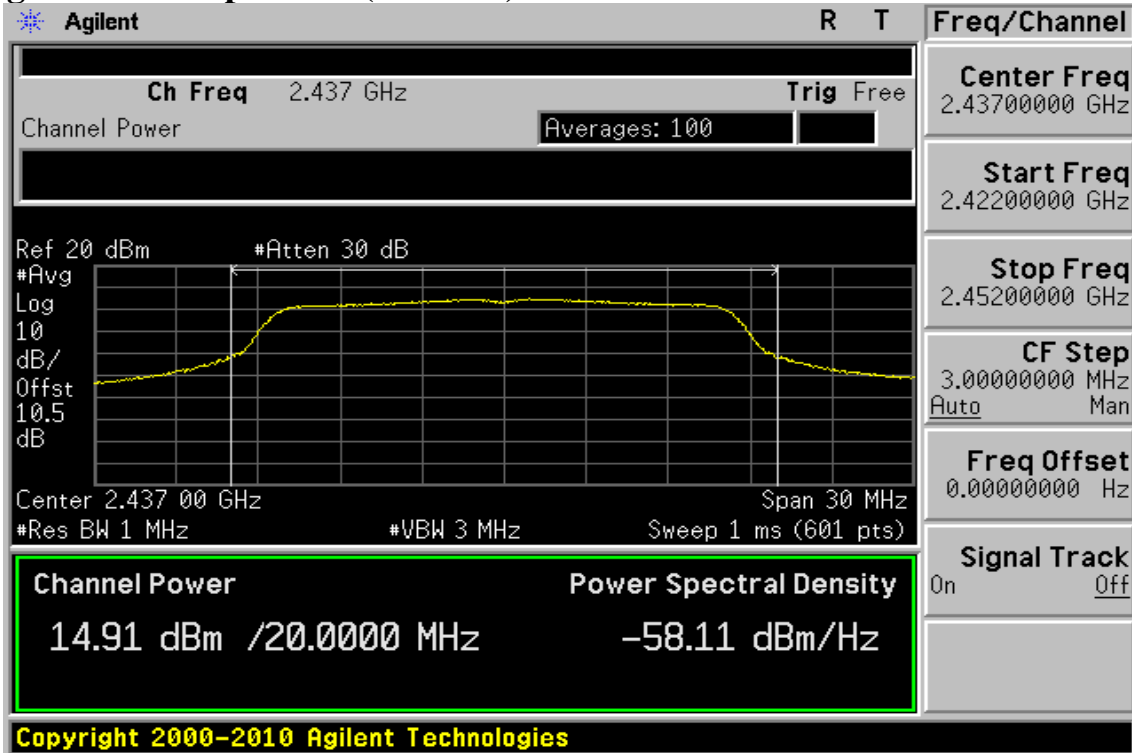 Agilent R T Freq/Channel
Ch Freq 2.437 GHz Trig Free
Channel Power Averages: 100
Center Freq
2.43700000 GHz
Start Freq
2.42200000 GHz
Ref 20 dBm #Atten 30 dB
#Avg
Log
10
dB/
Offst
10.5
dB
Stop Freq
2.45200000 GHz
CF Step
3.00000000 MHz
Auto Man
Freq Offset
0.00000000 Hz
Center 2.437 00 GHz Span 30 MHz
#Res BW 1 MHz #VBW 3 MHz Sweep 1 ms (601 pts)
Signal Track
On Off
Channel Power Power Spectral Density
14.91 dBm /20.0000 MHz -58.11 dBm/Hz
Copyright 2000-2010 Agilent Technologies